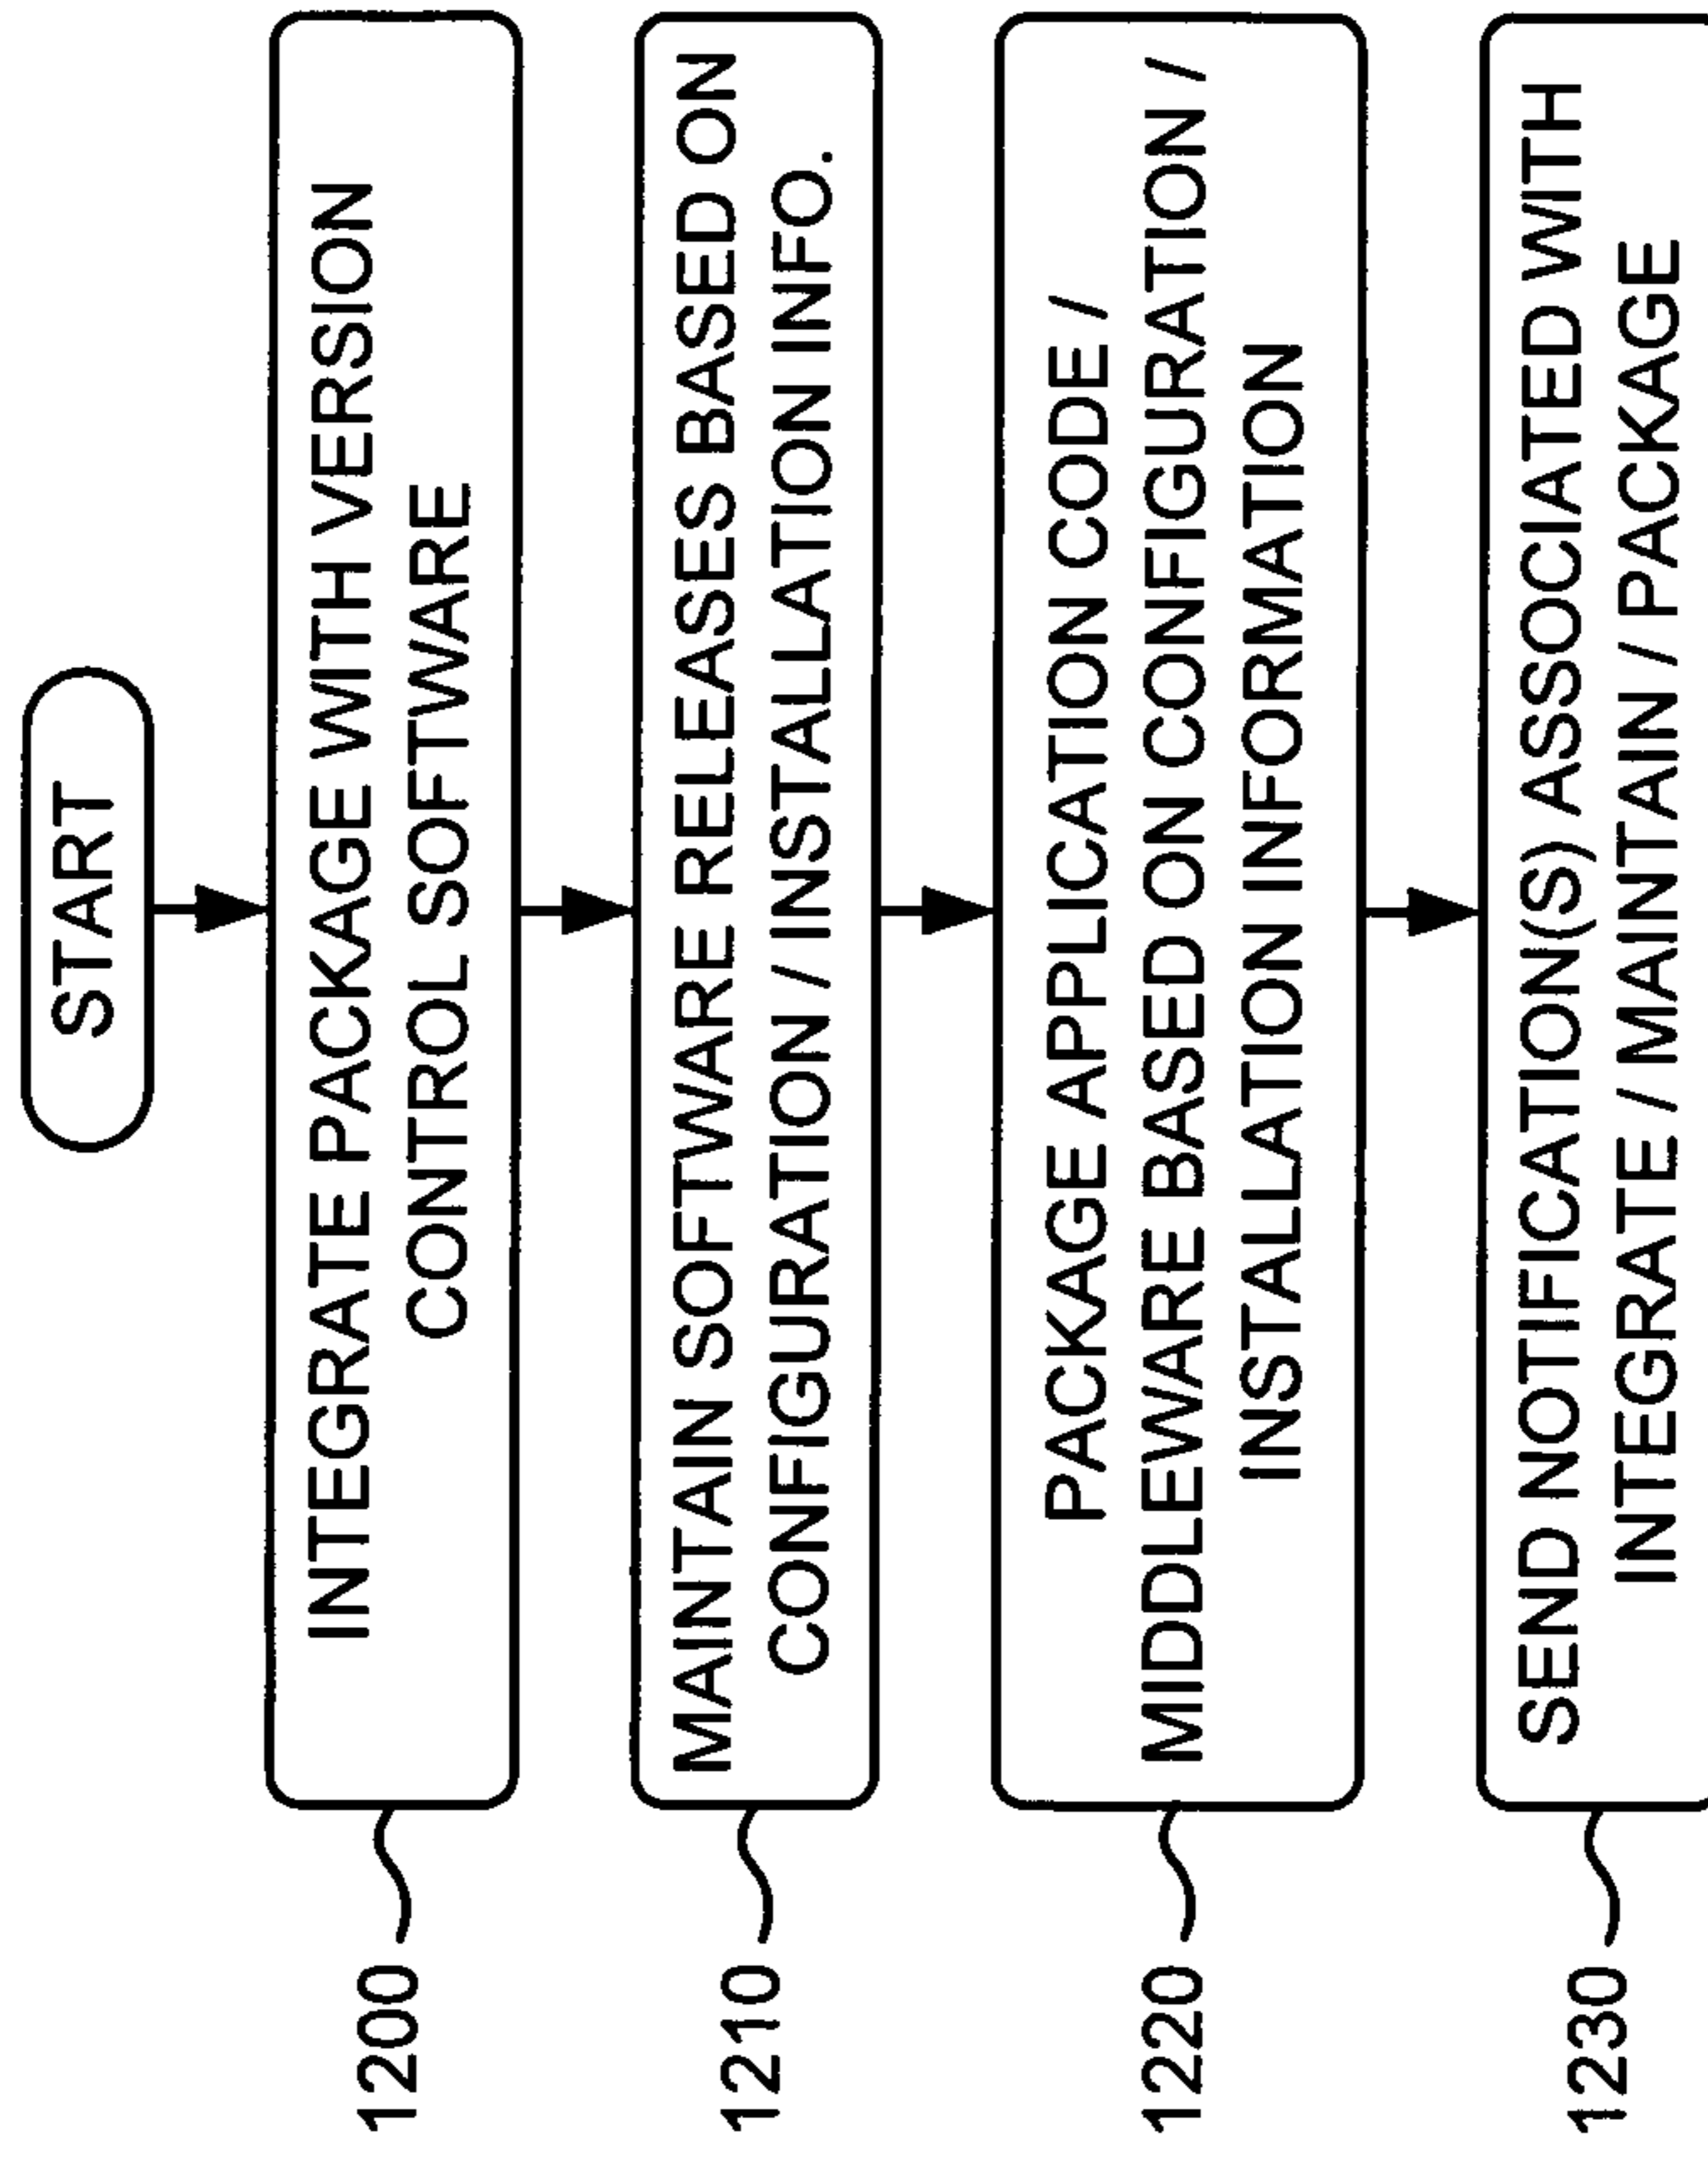 START
1200
INTEGRATE PACKAGE WITH VERSION
CONTROL SOFTWARE
1210
MAINTAIN SOFTWARE RELEASES BASED ON
CONFIGURATION / INSTALLATION INFO.
1220
PACKAGE APPLICATION CODE /
MIDDLEWARE BASED ON CONFIGURATION /
INSTALLATION INFORMATION
1230
SEND NOTIFICATION(S) ASSOCIATED WITH
INTEGRATE / MAINTAIN / PACKAGE